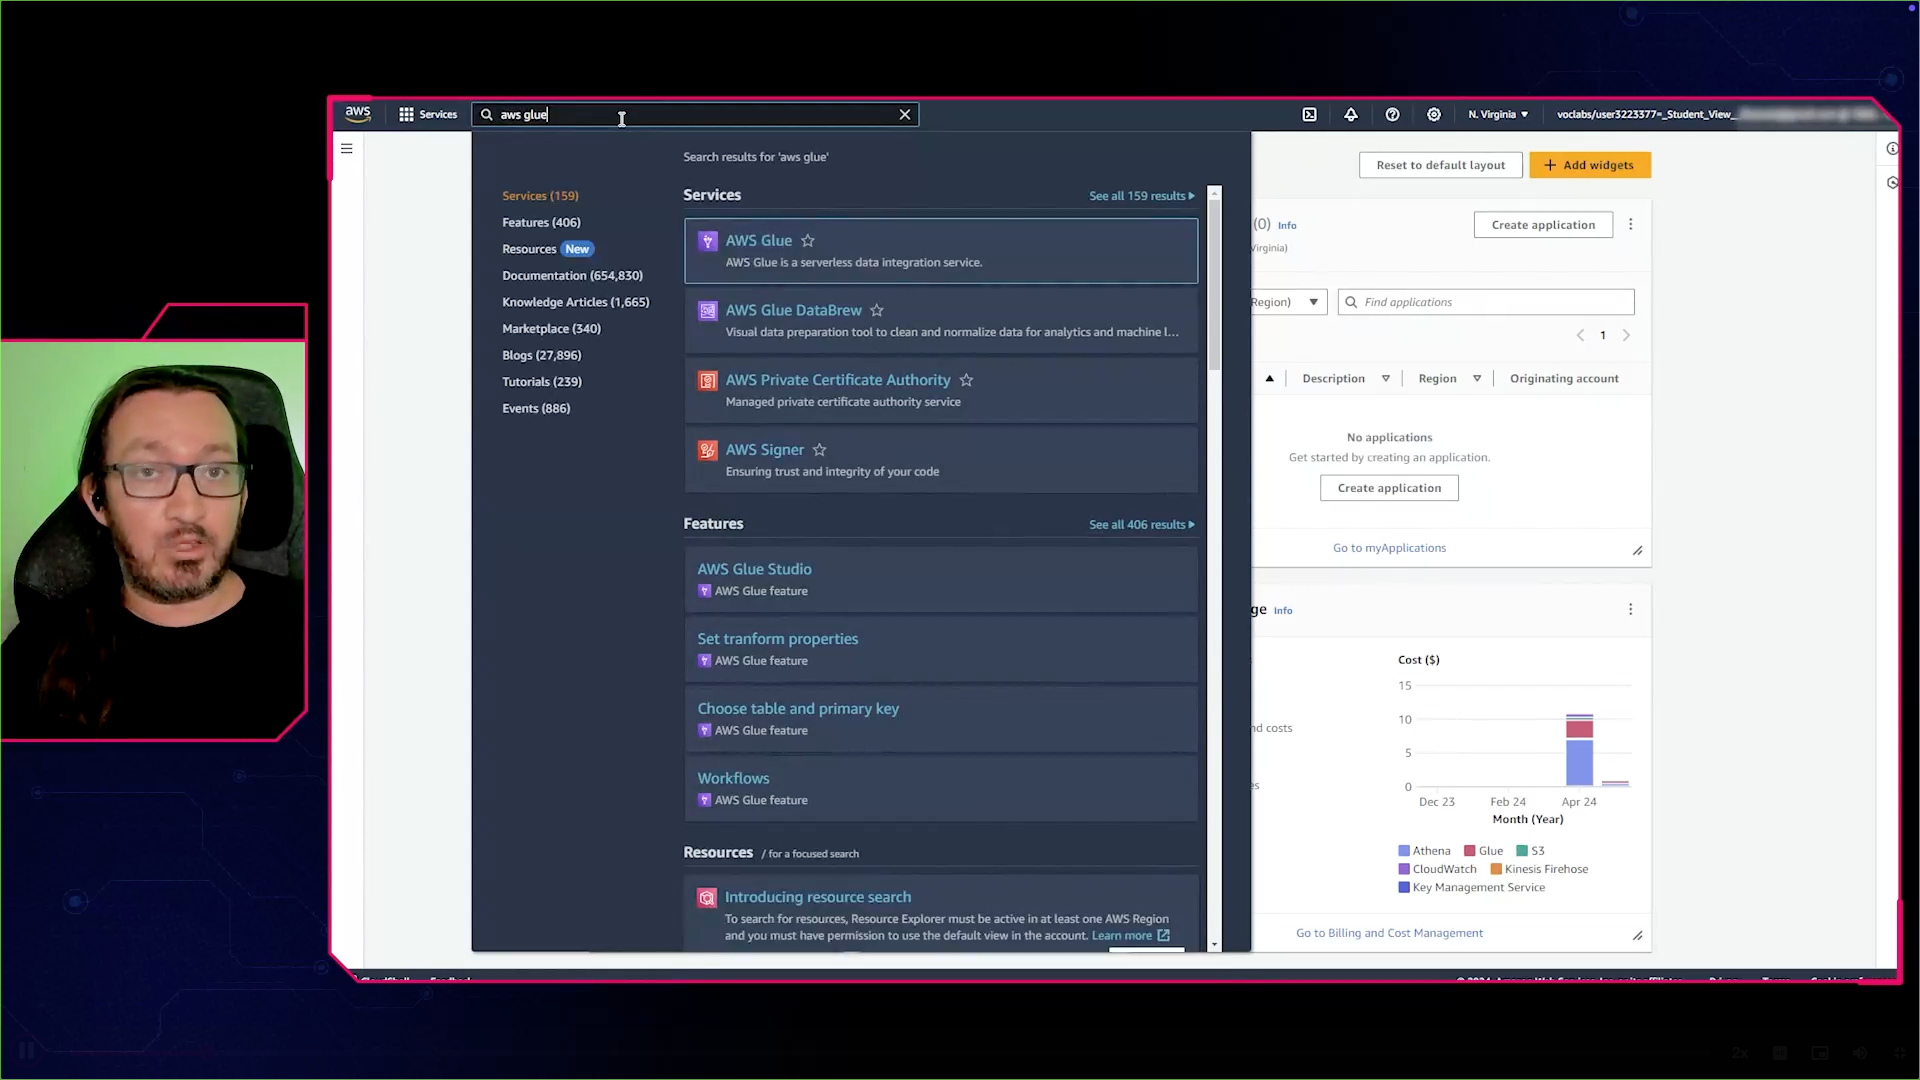 aws
Services
aws glue
N. Virginia
voclabs/user3223377=_Student_View_
Search results for 'aws glue'
Services (159)
Features (406)
Resources New
Documentation (654,830)
Knowledge Articles (1,665)
Marketplace (340)
Blogs (27,896)
Tutorials (239)
Events (886)
Services
See all 159 results
AWS Glue
AWS Glue is a serverless data integration service.
AWS Glue DataBrew
Visual data preparation tool to clean and normalize data for analytics and machine l...
AWS Private Certificate Authority
Managed private certificate authority service
AWS Signer
Ensuring trust and integrity of your code
Features
See all 406 results
AWS Glue Studio
AWS Glue feature
Set tranform properties
AWS Glue feature
Choose table and primary key
AWS Glue feature
Workflows
AWS Glue feature
Resources / for a focused search
Introducing resource search
To search for resources, Resource Explorer must be active in at least one AWS Region
and you must have permission to use the default view in the account. Learn more
Reset to default layout
Add widgets
(0) Info
Virginia)
Create application
Region)
Find applications
1
Description
Region
Originating account
No applications
Get started by creating an application.
Create application
Go to myApplications
ge Info
nd costs
es
Cost ($)
15
10
5
0
Dec 23
Feb 24
Apr 24
Month (Year)
Athena
Glue
S3
CloudWatch
Kinesis Firehose
Key Management Service
Go to Billing and Cost Management
2x